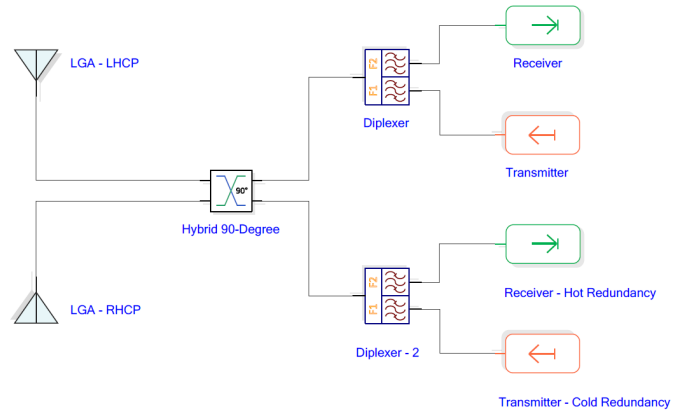 LGA - LHCP
F2
F1
Receiver
Diplexer
Transmitter
90°
Hybrid 90-Degree
LGA - RHCP
F2
F1
Receiver - Hot Redundancy
Diplexer - 2
Transmitter - Cold Redundancy